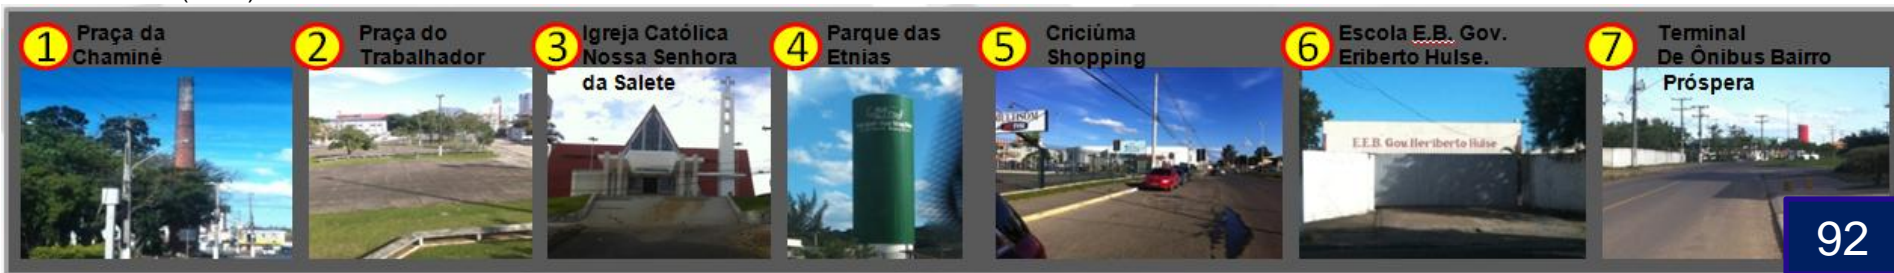 1 Praça da
Chaminé
2 Praça do
Trabalhador
3 Igreja Católica
Nossa Senhora
da Salete
4 Parque das
Etnias
5 Criciúma
Shopping
6 Escola E.B. Gov.
Eriberto Hulse.
E.E.B. Gov. Heriberto Hülse
7 Terminal
De Ônibus Bairro
Próspera
92